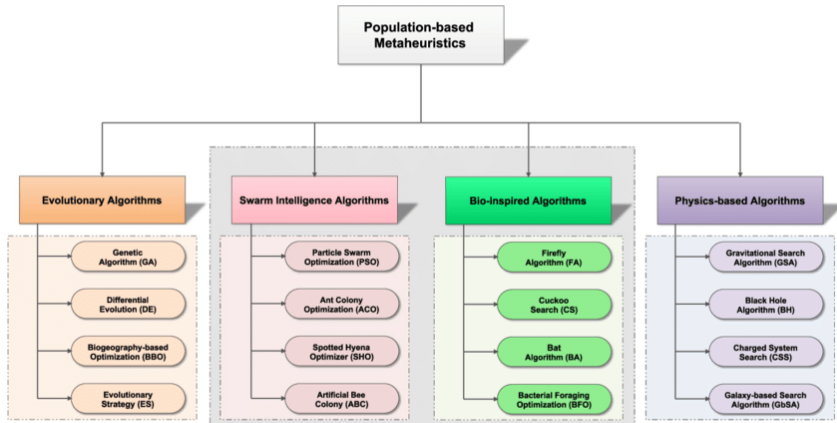 Population-based
Metaheuristics
Evolutionary Algorithms
Swarm Intelligence Algorithms
Bio-inspired Algorithms
Physics-based Algorithms
Genetic
Algorithm (GA)
Differential
Evolution (DE)
Biogeography-based
Optimization (BBO)
Evolutionary
Strategy (ES)
Particle Swarm
Optimization (PSO)
Ant Colony
Optimization (ACO)
Spotted Hyena
Optimizer (SHO)
Artificial Bee
Colony (ABC)
Firefly
Algorithm (FA)
Cuckoo
Search (CS)
Bat
Algorithm (BA)
Bacterial Foraging
Optimization (BFO)
Gravitational Search
Algorithm (GSA)
Black Hole
Algorithm (BH)
Charged System
Search (CSS)
Galaxy-based Search
Algorithm (GbSA)